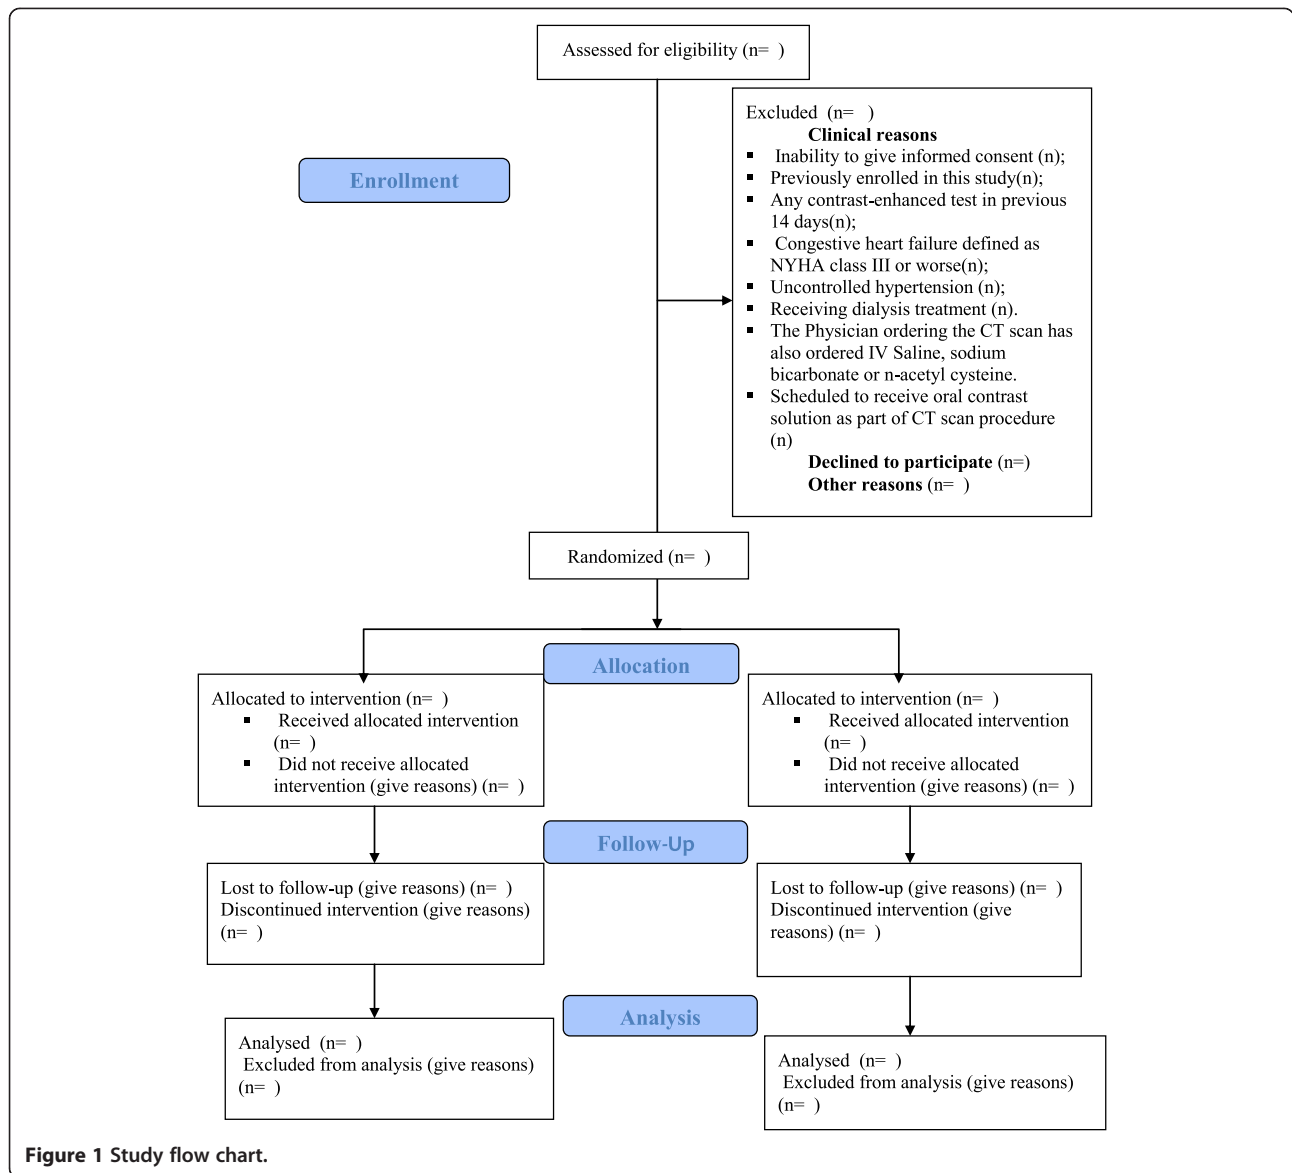 Assessed for eligibility (n=  )
Excluded  (n=   )
Clinical reasons
▪ Inability to give informed consent (n);
▪ Previously enrolled in this study(n);
▪ Any contrast-enhanced test in previous
14 days(n);
▪ Congestive heart failure defined as
NYHA class III or worse(n);
▪ Uncontrolled hypertension (n);
▪ Receiving dialysis treatment (n).
▪ The Physician ordering the CT scan has
also ordered IV Saline, sodium
bicarbonate or n-acetyl cysteine.
▪ Scheduled to receive oral contrast
solution as part of CT scan procedure
(n)
Declined to participate (n=)
Other reasons (n=  )
Enrollment
Randomized (n=  )
Allocation
Allocated to intervention (n=  )
▪ Received allocated intervention
(n=  )
▪ Did not receive allocated
intervention (give reasons) (n=  )
Allocated to intervention (n=  )
▪ Received allocated intervention
(n=  )
▪ Did not receive allocated
intervention (give reasons) (n=  )
Follow-Up
Lost to follow-up (give reasons) (n=  )
Discontinued intervention (give reasons)
(n=  )
Lost to follow-up (give reasons) (n=  )
Discontinued intervention (give
reasons) (n=  )
Analysis
Analysed  (n=  )
Excluded from analysis (give reasons)
(n=  )
Analysed  (n=  )
Excluded from analysis (give reasons)
(n=  )
Figure 1 Study flow chart.